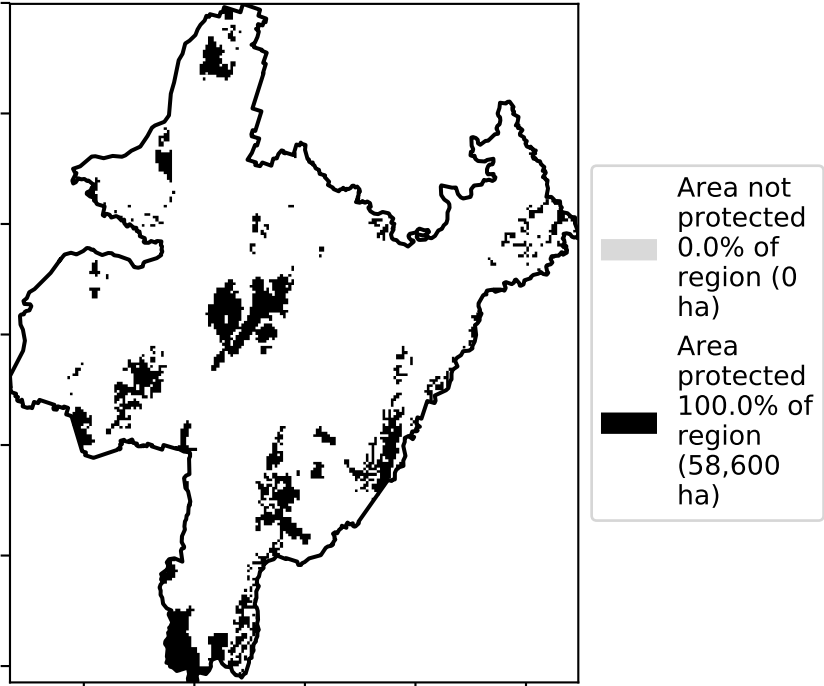 Area not
protected
0.0% of
region (0
ha)
Area
protected
100.0% of
region
(58,600
ha)